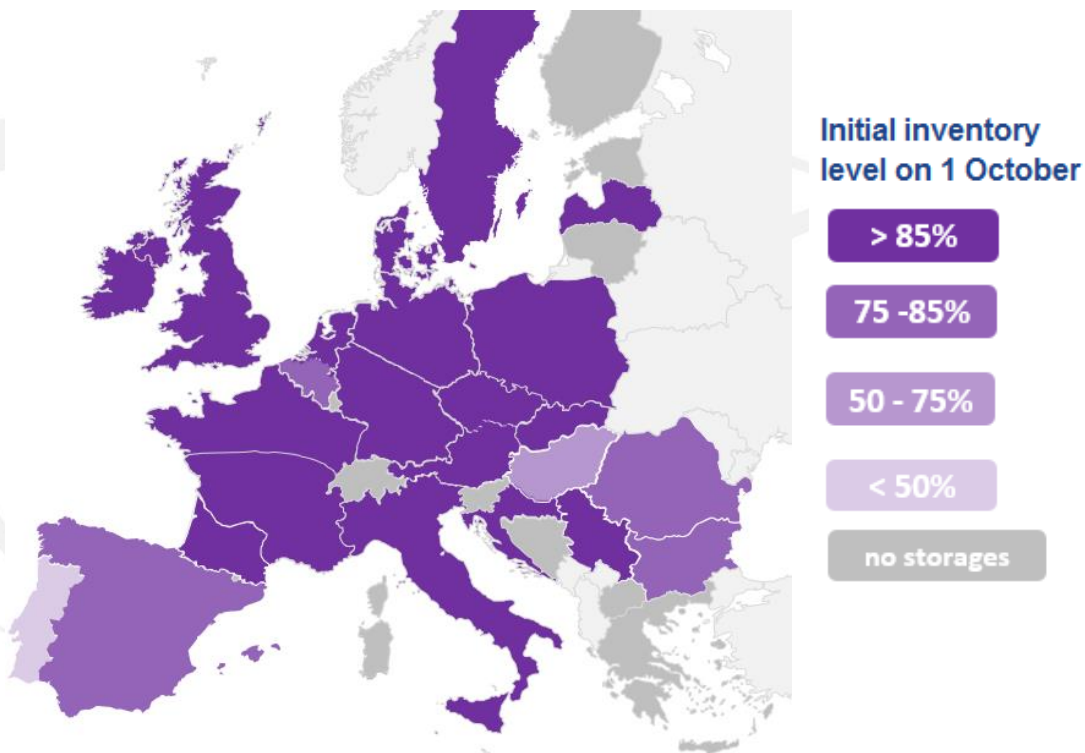 Initial inventory
level on 1 October
> 85%
75 -85%
50 - 75%
< 50%
no storages